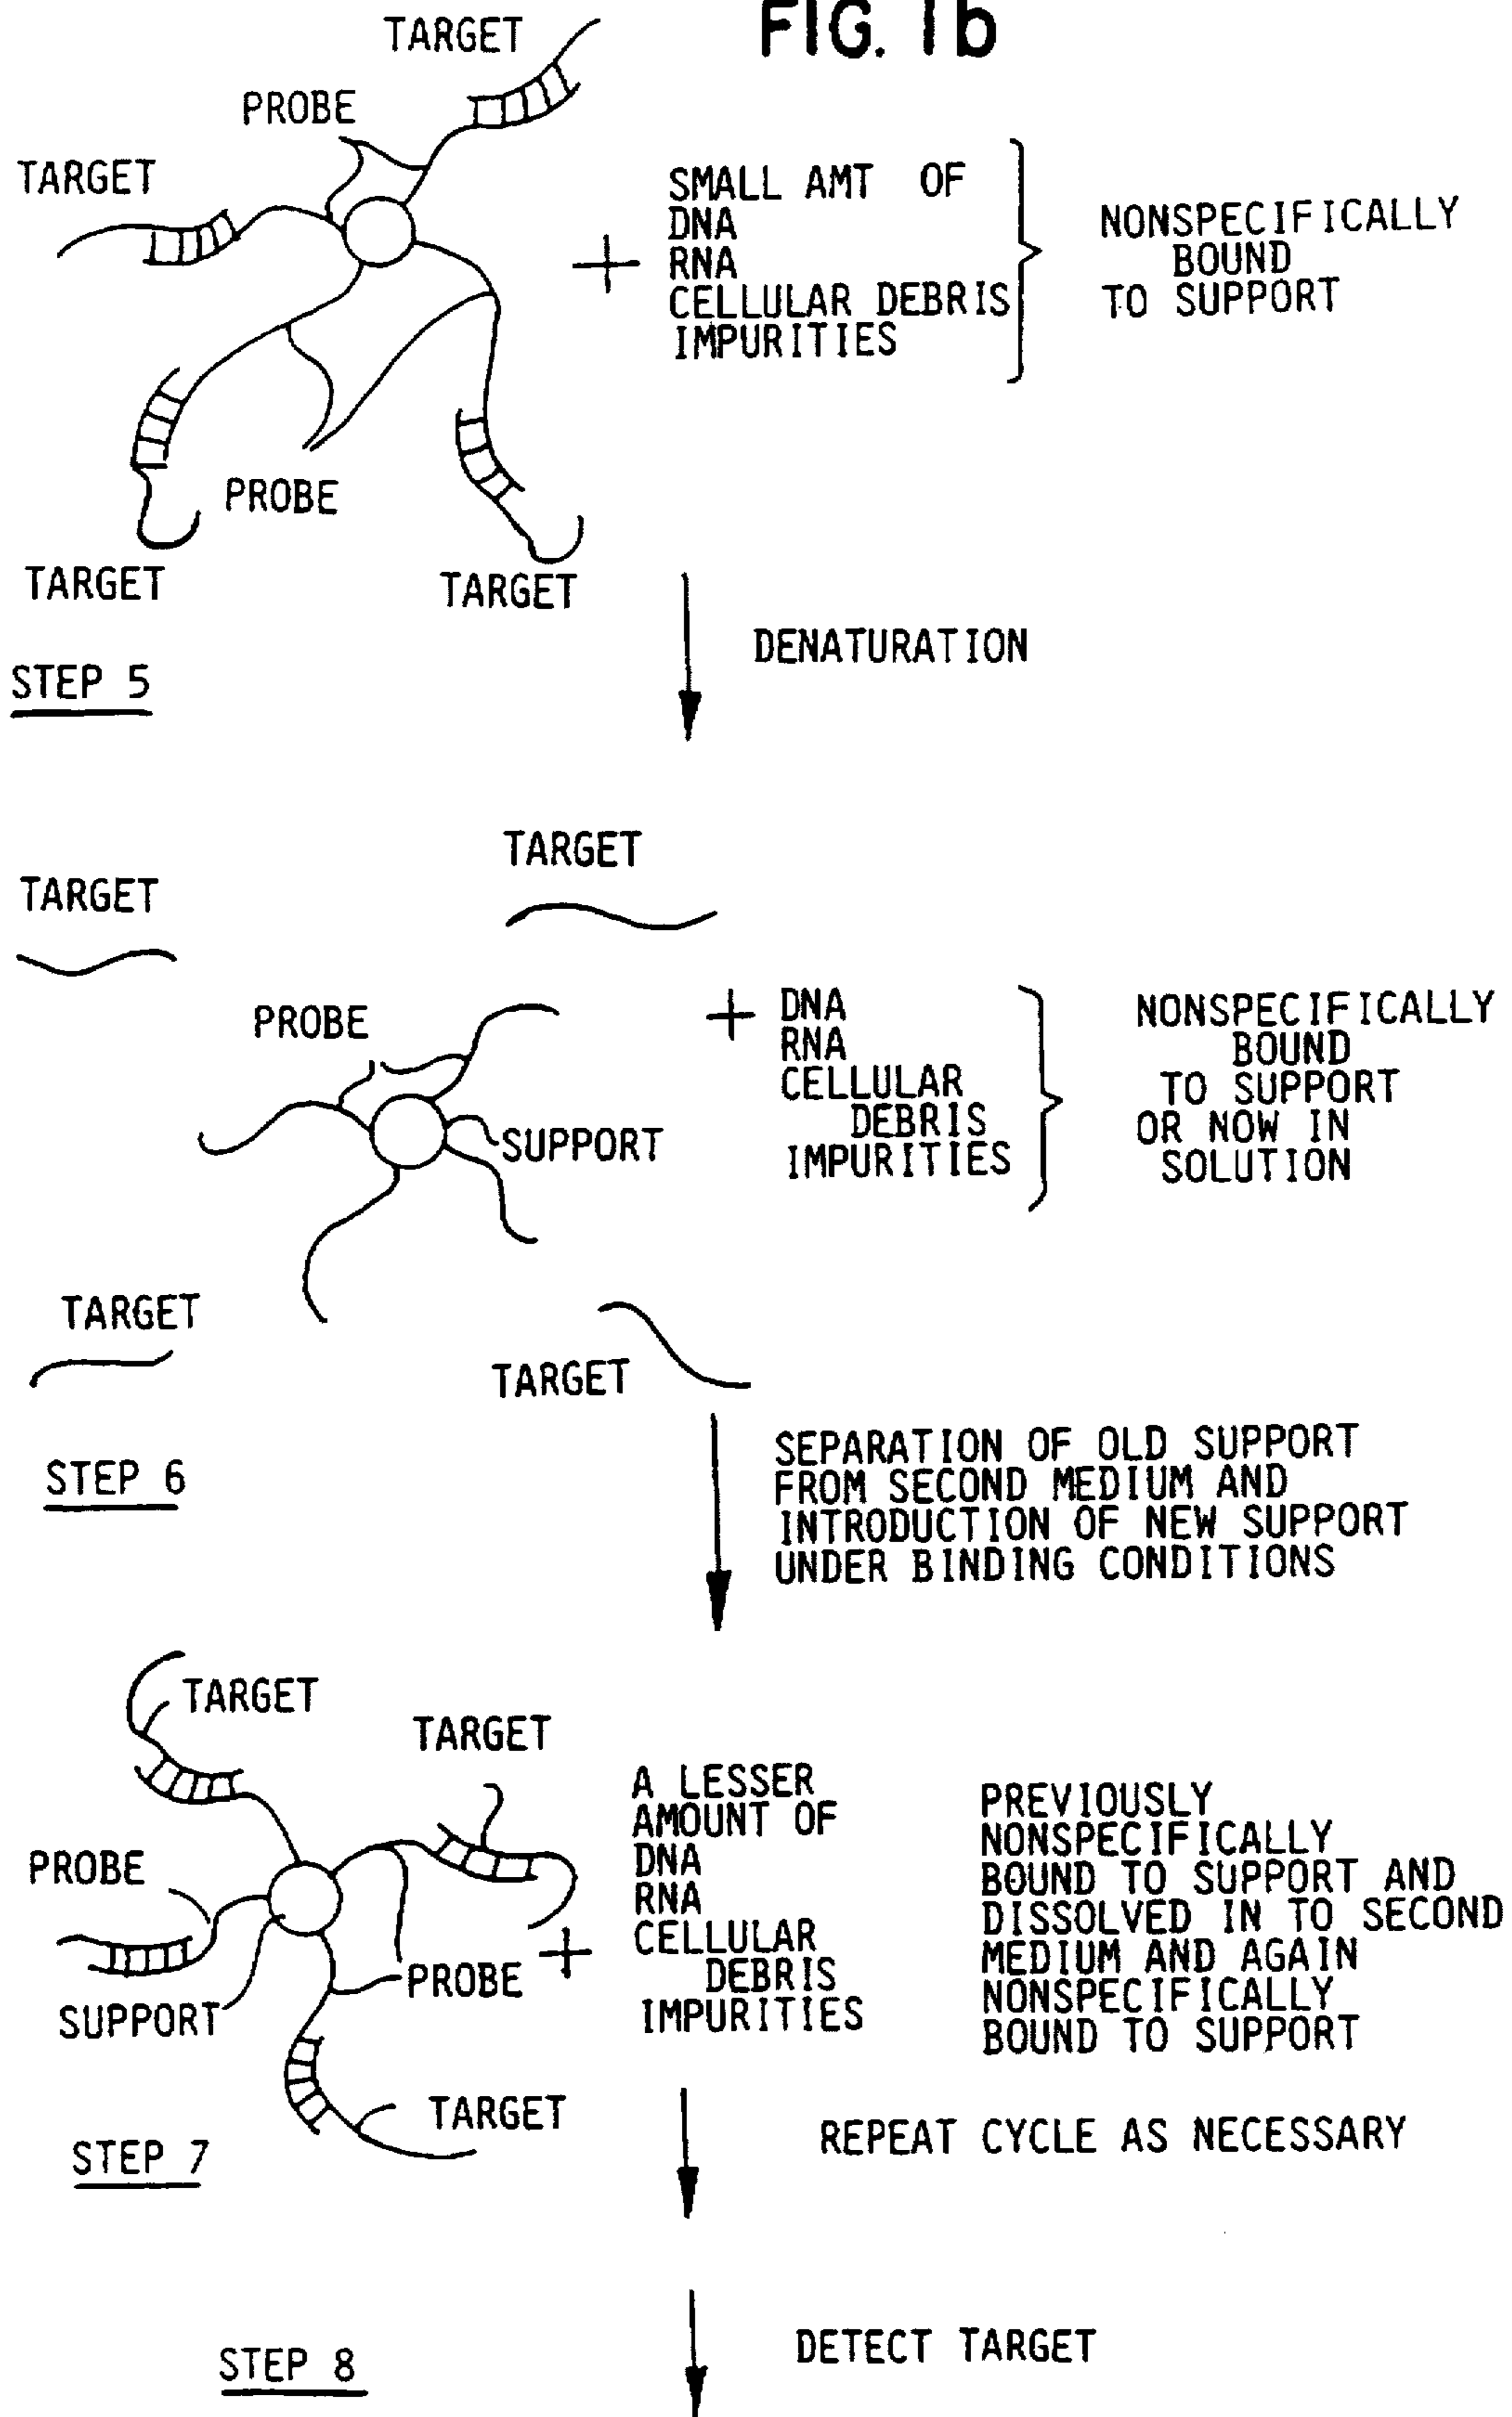 FIG. 1b
TARGET
PROBE
TARGET
SMALL AMT OF
DNA
RNA
CELLULAR DEBRIS
IMPURITIES
NONSPECIFICALLY
BOUND
TO SUPPORT
PROBE
TARGET
TARGET
STEP 5
DENATURATION
TARGET
TARGET
PROBE
SUPPORT
+ DNA
RNA
CELLULAR
DEBRIS
IMPURITIES
NONSPECIFICALLY
BOUND
TO SUPPORT
OR NOW IN
SOLUTION
TARGET
TARGET
STEP 6
SEPARATION OF OLD SUPPORT
FROM SECOND MEDIUM AND
INTRODUCTION OF NEW SUPPORT
UNDER BINDING CONDITIONS
TARGET
TARGET
PROBE
SUPPORT
PROBE +
A LESSER
AMOUNT OF
DNA
RNA
CELLULAR
DEBRIS
IMPURITIES
PREVIOUSLY
NONSPECIFICALLY
BOUND TO SUPPORT AND
DISSOLVED IN TO SECOND
MEDIUM AND AGAIN
NONSPECIFICALLY
BOUND TO SUPPORT
TARGET
STEP 7
REPEAT CYCLE AS NECESSARY
STEP 8
DETECT TARGET